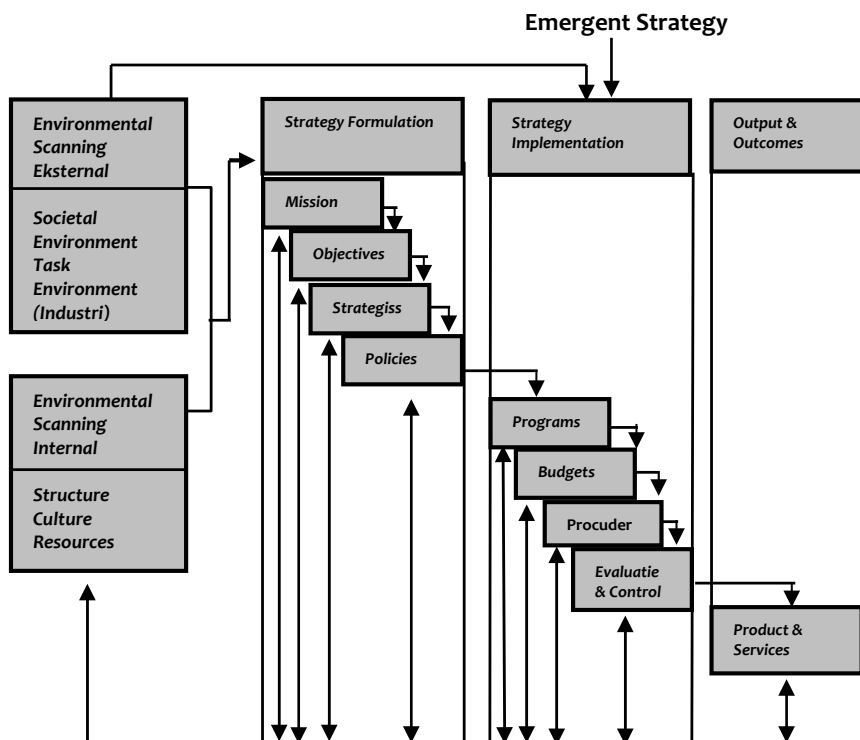 Emergent Strategy
Environmental
Scanning
Eksternal
Societal
Environment
Task
Environment
(Industri)
Environmental
Scanning
Internal
Structure
Culture
Resources
Strategy Formulation
Mission
Objectives
Strategiss
Policies
Strategy
Implementation
Programs
Budgets
Procuder
Evaluatie
& Control
Output &
Outcomes
Product &
Services